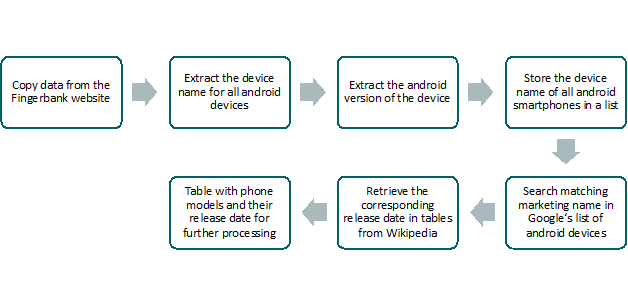 Copy data from the
Fingerbank website
Extract the device
name for all android
devices
Extract the android
version of the device
Store the device
name of all android
smartphones in a list
Search matching
marketing name in
Google's list of
android devices
Retrieve the
corresponding
release date in tables
from Wikipedia
Table with phone
models and their
release date for
further processing